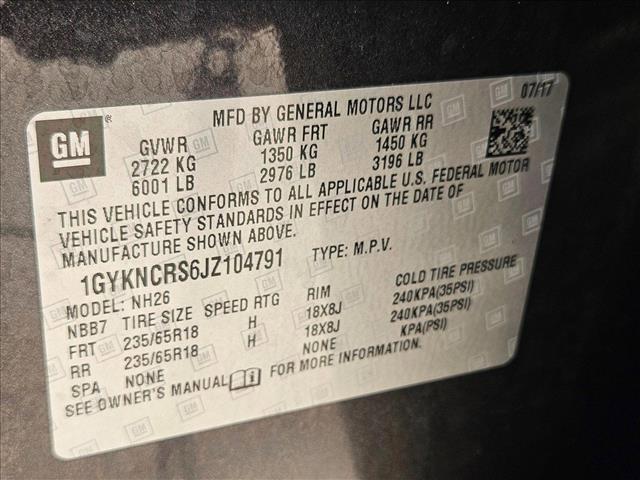 07/17
MFD BY GENERAL MOTORS LLC
GM ®
GVWR GAWR FRT GAWR RR
2722 KG 1350 KG 1450 KG
6001 LB 2976 LB 3196 LB
THIS VEHICLE CONFORMS TO ALL APPLICABLE U.S. FEDERAL MOTOR
VEHICLE SAFETY STANDARDS IN EFFECT ON THE DATE OF
MANUFACTURE SHOWN ABOVE.
1GYKNCRS6JZ104791 TYPE: M.P.V.
MODEL: NH26
NBB7 TIRE SIZE SPEED RTG RIM COLD TIRE PRESSURE
FRT 235/65R18 H 18X8J 240KPA(35PSI)
RR 235/65R18 H 18X8J 240KPA(35PSI)
SPA NONE NONE KPA(PSI)
SEE OWNER'S MANUAL i FOR MORE INFORMATION.